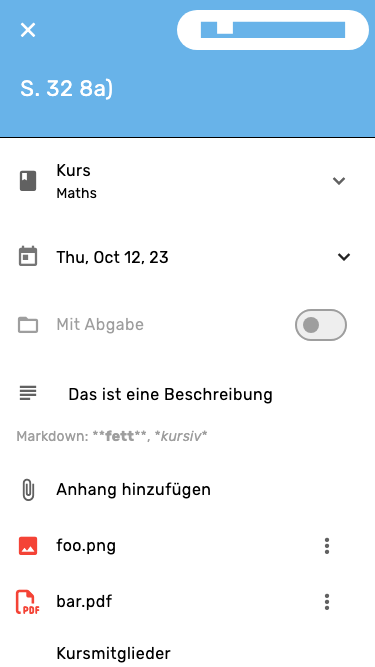 S. 32 8a)
Kurs
Maths
Thu, Oct 12, 23
Mit Abgabe
Das ist eine Beschreibung
Markdown: **fett**, *kursiv*
Anhang hinzufügen
foo.png
PDF bar.pdf
Kursmitglieder